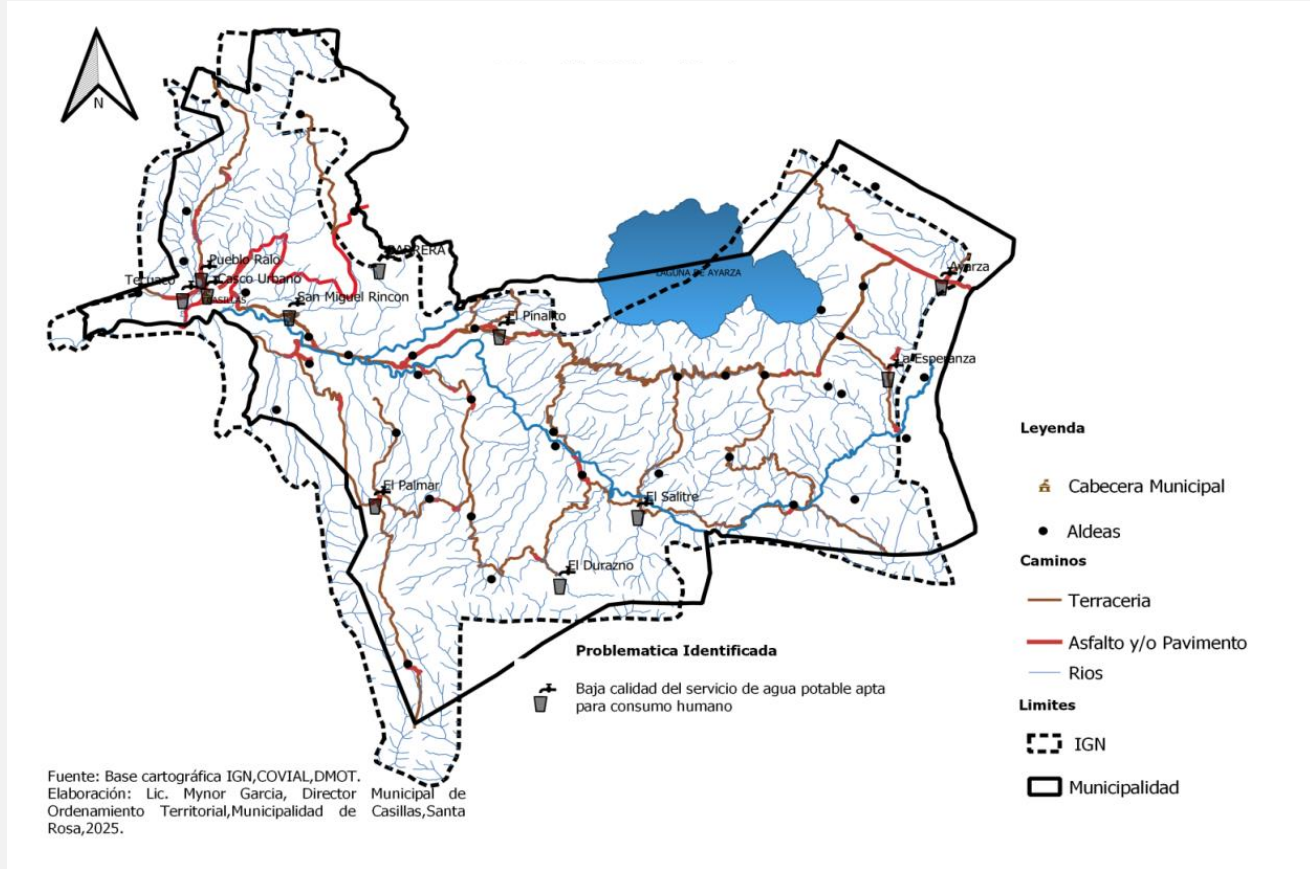 N
Pueblo Ralo
CABRERA
Tecuaco
Casco Urbano
CASILLAS
San Miguel Rincon
LAGUNA DE AYARZA
Ayarza
El Pinalito
La Esperanza
El Palmar
El Salitre
El Durazno
Leyenda
Cabecera Municipal
Aldeas
Caminos
Terraceria
Asfalto y/o Pavimento
Rios
Limites
IGN
Municipalidad
Problematica Identificada
Baja calidad del servicio de agua potable apta
para consumo humano
Fuente: Base cartográfica IGN,COVIAL,DMOT.
Elaboración: Lic. Mynor Garcia, Director Municipal de
Ordenamiento Territorial,Municipalidad de Casillas,Santa
Rosa,2025.